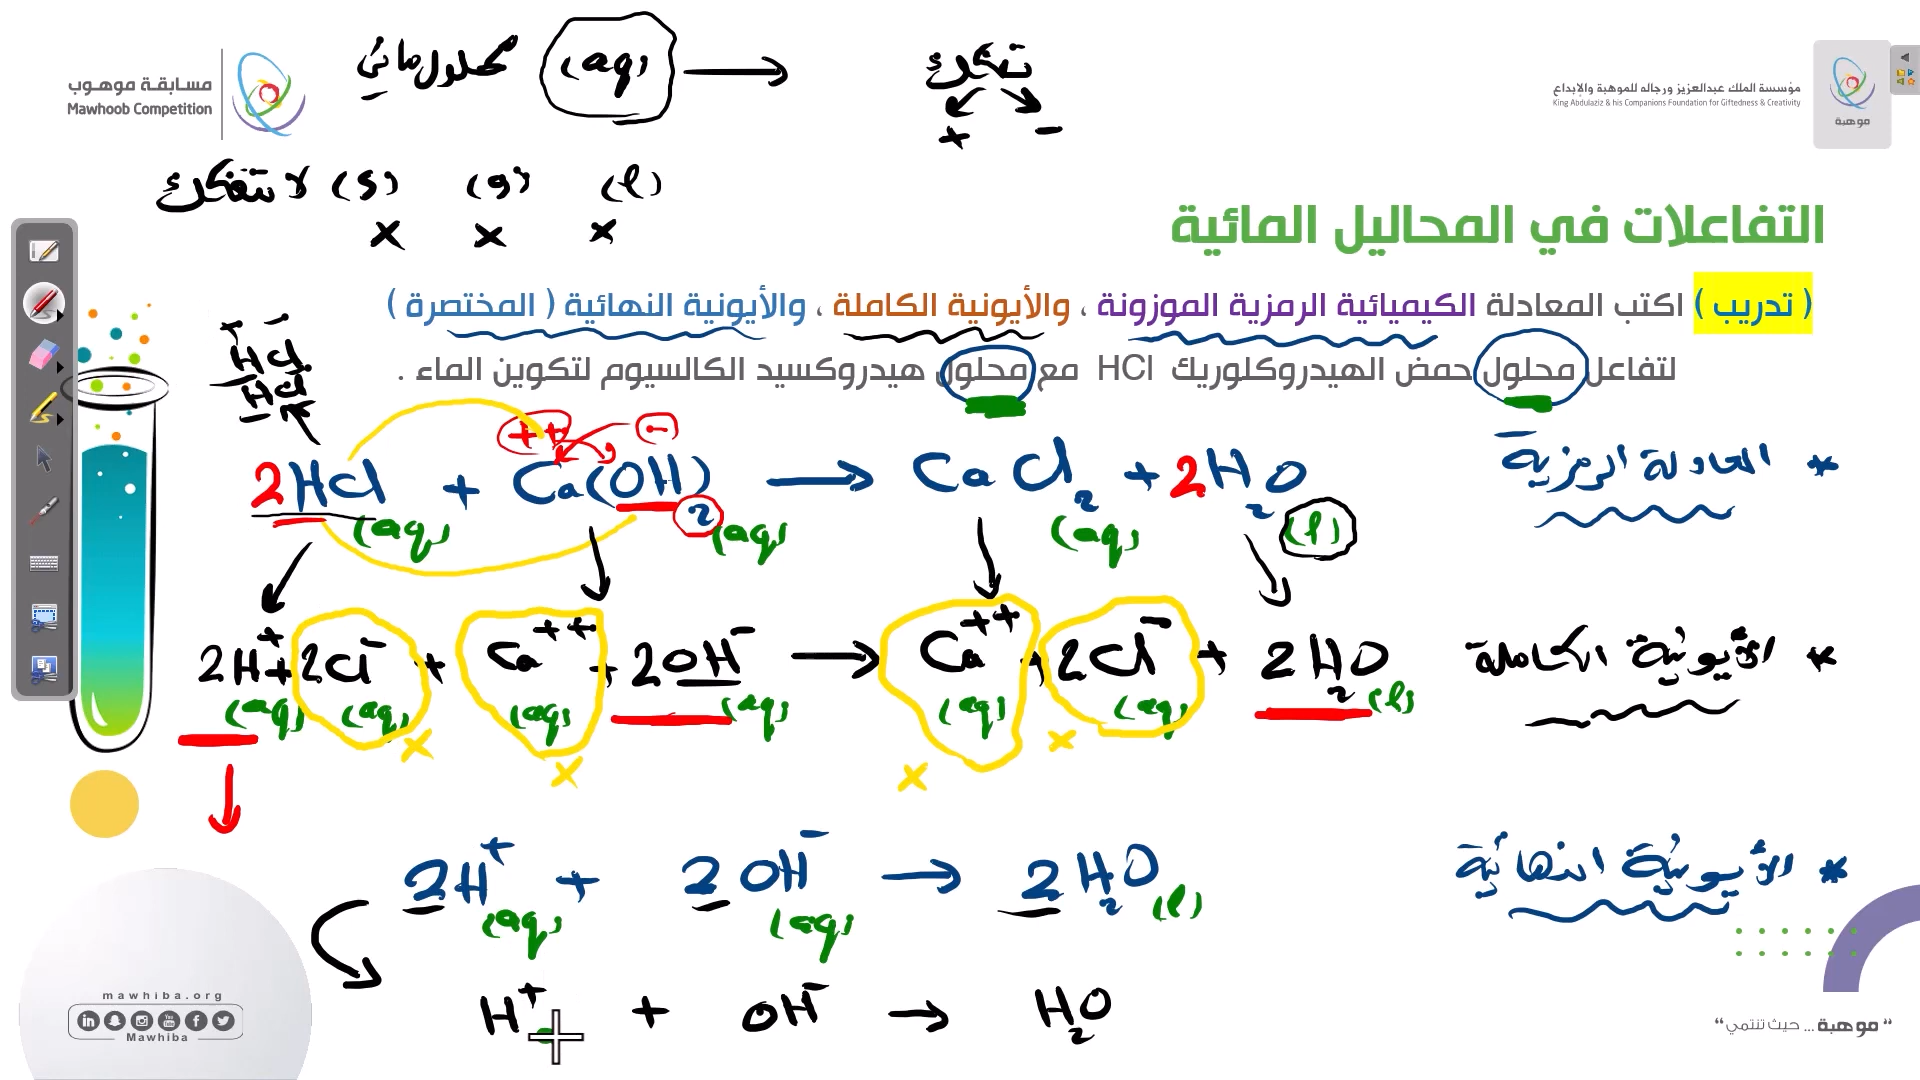 محلول مائي (aq) → تفكك
+ −
مسابقة موهوب
Mawhoob Competition
مؤسسة الملك عبدالعزيز ورجاله للموهبة والإبداع
King Abdulaziz & his Companions Foundation for Giftedness & Creativity
موهبة
لا تتفكك (s) (g) (l)
x x x
التفاعلات في المحاليل المائية
( تدريب ) اكتب المعادلة الكيميائية الرمزية الموزونة ، والأيونية الكاملة ، والأيونية النهائية ( المختصرة )
لتفاعل محلول حمض الهيدروكلوريك HCl مع محلول هيدروكسيد الكالسيوم لتكوين الماء .
+ −
HCl
HCl
− +
++ −
* المعادلة الرمزية
2HCl (aq) + Ca(OH)2 (aq) → CaCl2 (aq) + 2H2O (l)
* الأيونية الكاملة
2H+ (aq) + 2Cl− (aq) + Ca++ (aq) + 2OH− (aq) → Ca++ (aq) + 2Cl− (aq) + 2H2O (l)
x x x x
* الأيونية النهائية
2H+ (aq) + 2OH− (aq) → 2H2O (l)
H+ + OH− → H2O
mawhiba.org
Mawhiba
“موهبة ... حيث تنتمي”